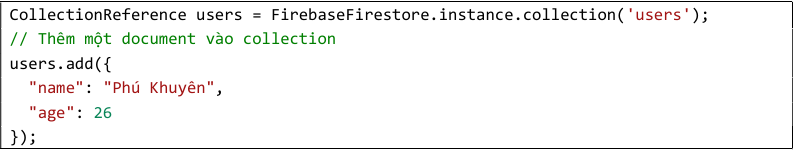 CollectionReference users = FirebaseFirestore.instance.collection('users');
// Thêm một document vào collection
users.add({
  "name": "Phú Khuyên",
  "age": 26
});